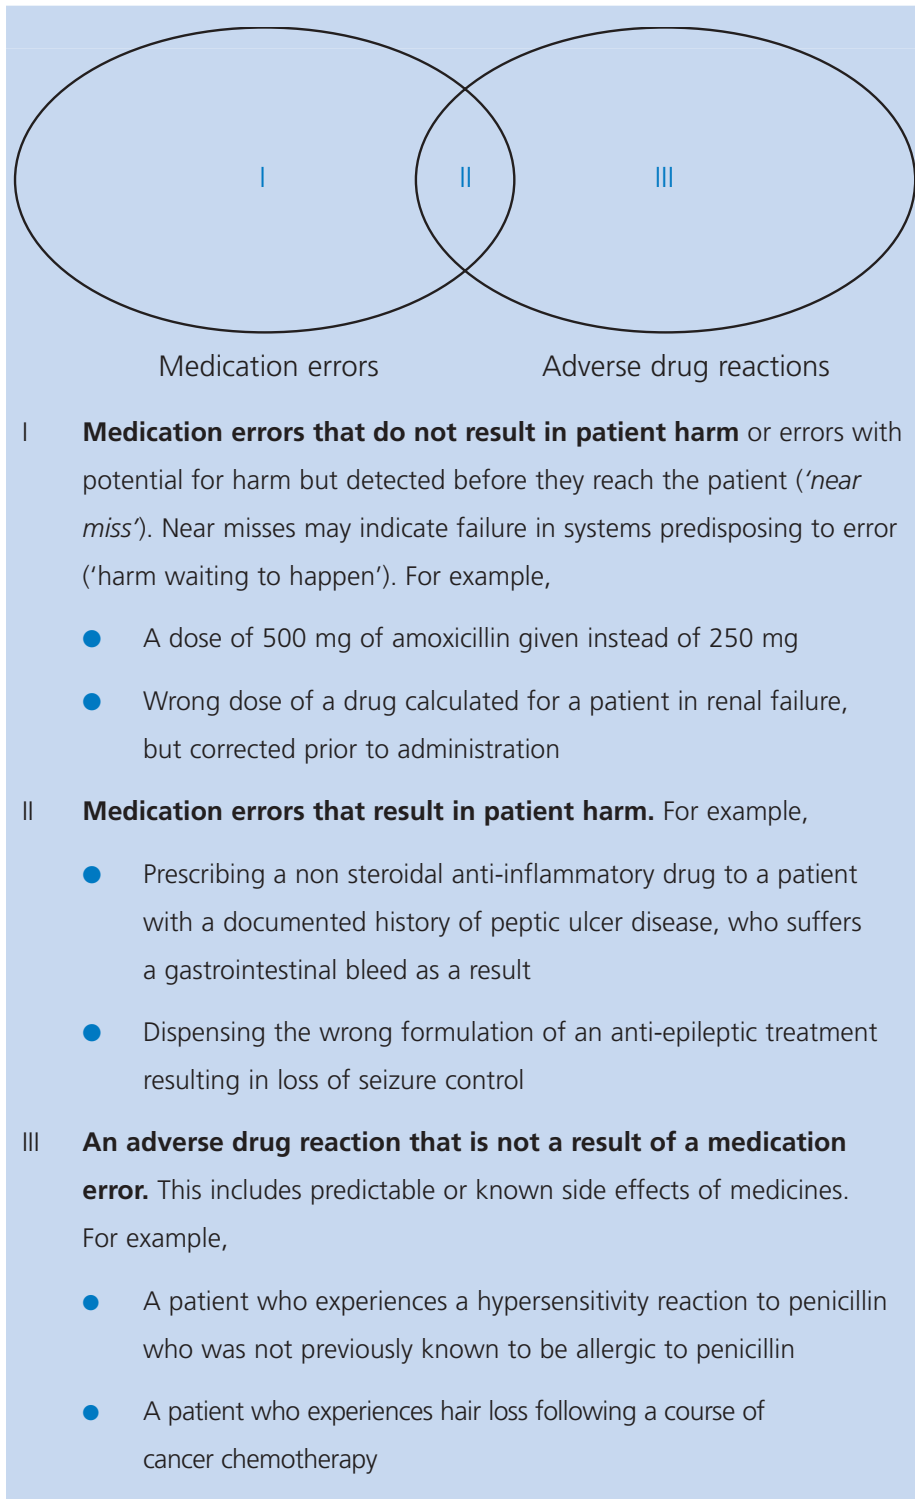 I II III
Medication errors Adverse drug reactions
I Medication errors that do not result in patient harm or errors with
potential for harm but detected before they reach the patient (‘near
miss’). Near misses may indicate failure in systems predisposing to error
(‘harm waiting to happen’). For example,
● A dose of 500 mg of amoxicillin given instead of 250 mg
● Wrong dose of a drug calculated for a patient in renal failure,
but corrected prior to administration
II Medication errors that result in patient harm. For example,
● Prescribing a non steroidal anti-inflammatory drug to a patient
with a documented history of peptic ulcer disease, who suffers
a gastrointestinal bleed as a result
● Dispensing the wrong formulation of an anti-epileptic treatment
resulting in loss of seizure control
III An adverse drug reaction that is not a result of a medication
error. This includes predictable or known side effects of medicines.
For example,
● A patient who experiences a hypersensitivity reaction to penicillin
who was not previously known to be allergic to penicillin
● A patient who experiences hair loss following a course of
cancer chemotherapy